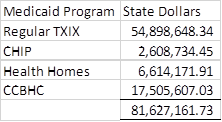 Medicaid Program State Dollars
Regular TXIX 54,898,648.34
CHIP 2,608,734.45
Health Homes 6,614,171.91
CCBHC 17,505,607.03
81,627,161.73